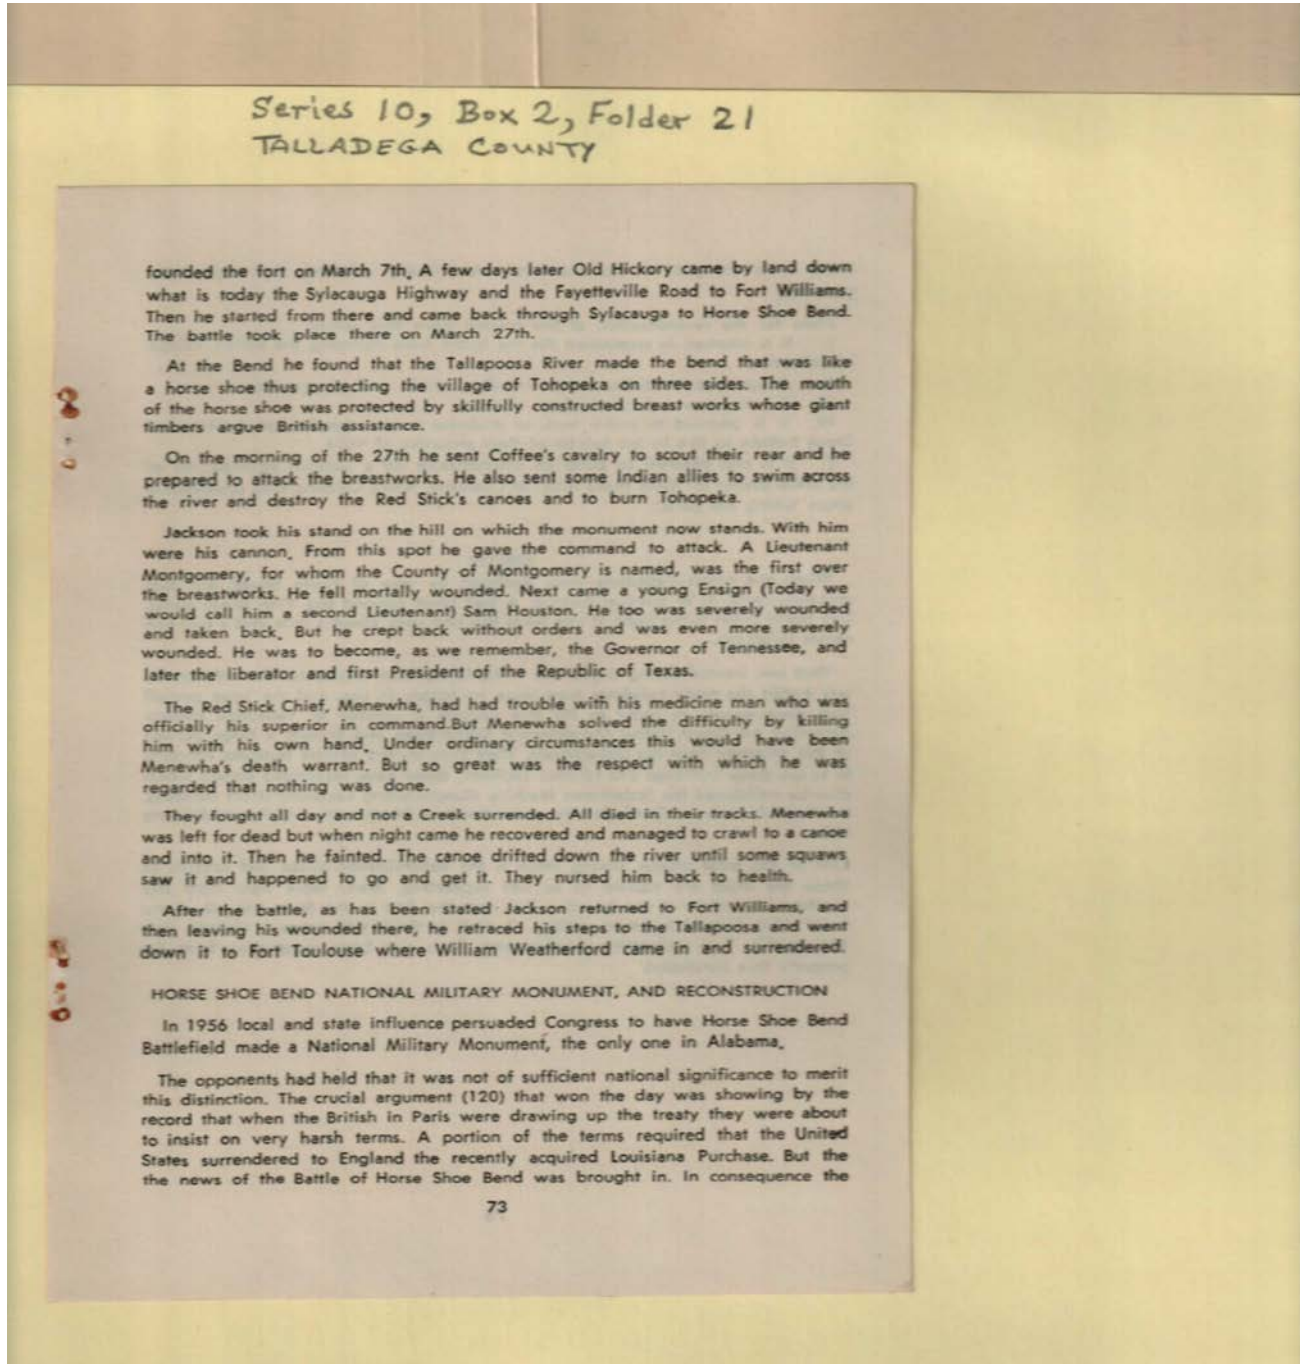 Series 10, Box 2, Folder 21
TALLADEGA COUNTY
founded the fort on March 7th. A few days later Old Hickory came by land down
what is today the Sylacauga Highway and the Fayetteville Road to Fort Williams.
Then he started from there and came back through Sylacauga to Horse Shoe Bend.
The battle took place there on March 27th.
At the Bend he found that the Tallapoosa River made the bend that was like
a horse shoe thus protecting the village of Tohopeka on three sides. The mouth
of the horse shoe was protected by skillfully constructed breast works whose giant
timbers argue British assistance.
On the morning of the 27th he sent Coffee's cavalry to scout their rear and he
prepared to attack the breastworks. He also sent some Indian allies to swim across
the river and destroy the Red Stick's canoes and to burn Tohopeka.
Jackson took his stand on the hill on which the monument now stands. With him
were his cannon. From this spot he gave the command to attack. A Lieutenant
Montgomery, for whom the County of Montgomery is named, was the first over
the breastworks. He fell mortally wounded. Next came a young Ensign (Today we
would call him a second Lieutenant) Sam Houston. He too was severely wounded
and taken back. But he crept back without orders and was even more severely
wounded. He was to become, as we remember, the Governor of Tennessee, and
later the liberator and first President of the Republic of Texas.
The Red Stick Chief, Menewha, had had trouble with his medicine man who was
officially his superior in command.But Menewha solved the difficulty by killing
him with his own hand. Under ordinary circumstances this would have been
Menewha's death warrant. But so great was the respect with which he was
regarded that nothing was done.
They fought all day and not a Creek surrended. All died in their tracks. Menewha
was left for dead but when night came he recovered and managed to crawl to a canoe
and into it. Then he fainted. The canoe drifted down the river until some squaws
saw it and happened to go and get it. They nursed him back to health.
After the battle, as has been stated Jackson returned to Fort Williams, and
then leaving his wounded there, he retraced his steps to the Tallapoosa and went
down it to Fort Toulouse where William Weatherford came in and surrendered.
HORSE SHOE BEND NATIONAL MILITARY MONUMENT, AND RECONSTRUCTION
In 1956 local and state influence persuaded Congress to have Horse Shoe Bend
Battlefield made a National Military Monument, the only one in Alabama.
The opponents had held that it was not of sufficient national significance to merit
this distinction. The crucial argument (120) that won the day was showing by the
record that when the British in Paris were drawing up the treaty they were about
to insist on very harsh terms. A portion of the terms required that the United
States surrendered to England the recently acquired Louisiana Purchase. But the
the news of the Battle of Horse Shoe Bend was brought in. In consequence the
73